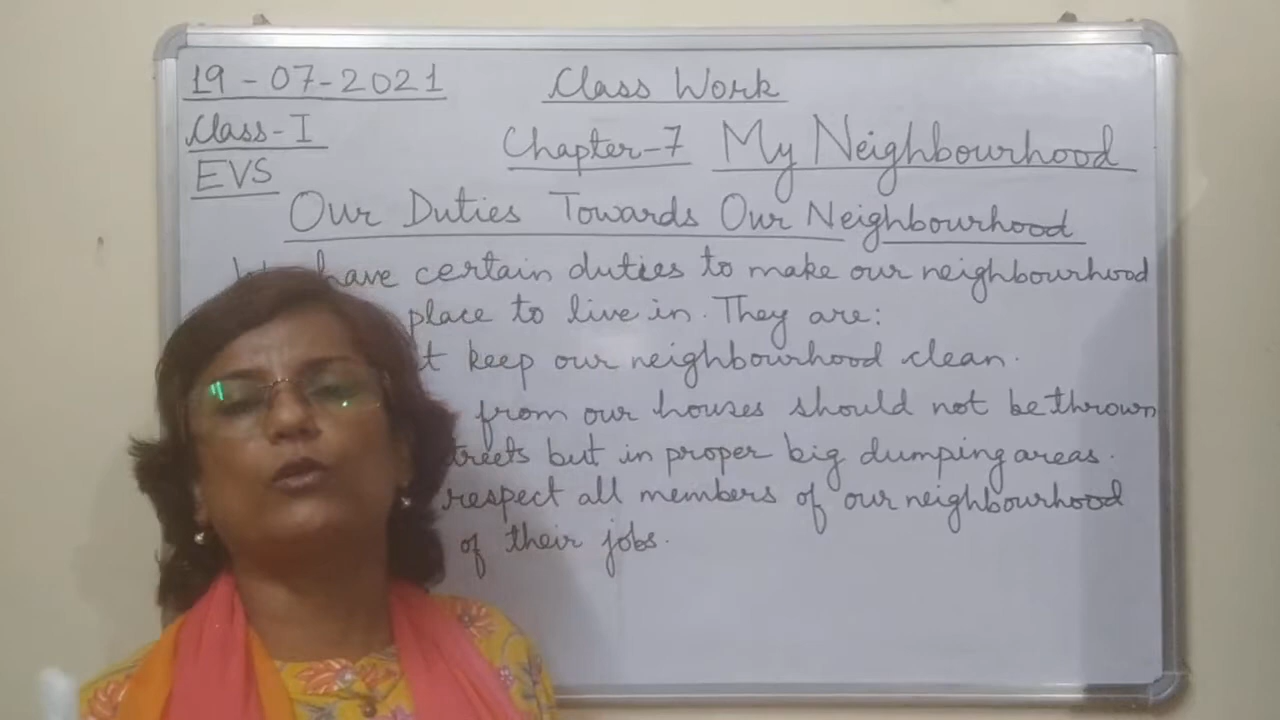 19-07-2021 Class Work
Class-I Chapter-7 My Neighbourhood
EVS
Our Duties Towards Our Neighbourhood
have certain duties to make our neighbourhood
place to live in. They are:
keep our neighbourhood clean.
from our houses should not be thrown
but in proper big dumping areas.
respect all members of our neighbourhood
of their jobs.